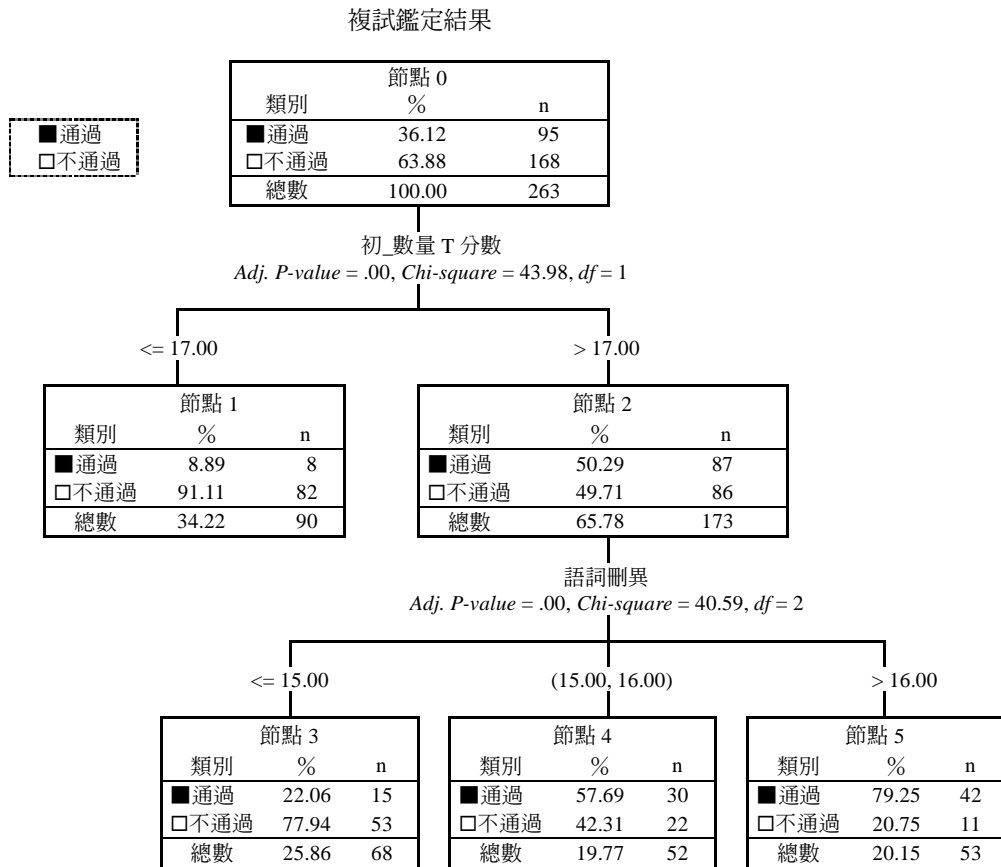 複試鑑定結果
節點 0
類別 % n
■通過 36.12 95
□不通過 63.88 168
總數 100.00 263
■通過
□不通過
初_數量 T 分數
Adj. P-value = .00, Chi-square = 43.98, df = 1
<= 17.00
> 17.00
節點 1
類別 % n
■通過 8.89 8
□不通過 91.11 82
總數 34.22 90
節點 2
類別 % n
■通過 50.29 87
□不通過 49.71 86
總數 65.78 173
語詞刪異
Adj. P-value = .00, Chi-square = 40.59, df = 2
<= 15.00
(15.00, 16.00)
> 16.00
節點 3
類別 % n
■通過 22.06 15
□不通過 77.94 53
總數 25.86 68
節點 4
類別 % n
■通過 57.69 30
□不通過 42.31 22
總數 19.77 52
節點 5
類別 % n
■通過 79.25 42
□不通過 20.75 11
總數 20.15 53